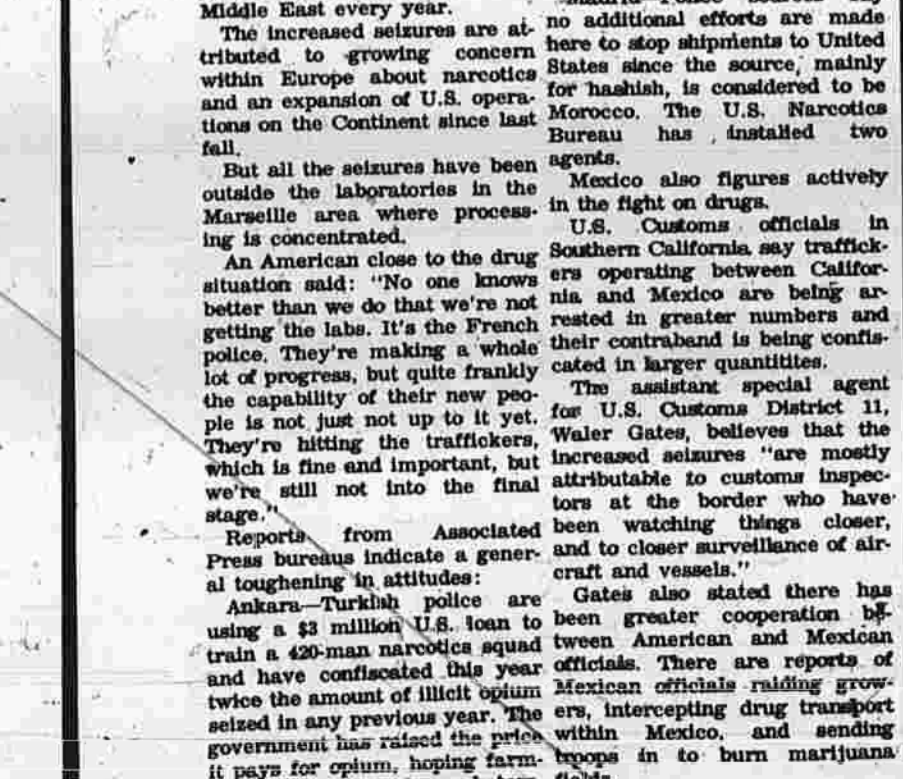 Middle East every year.
The increased seizures are at-
tributed to growing concern
within Europe about narcotics
and an expansion of U.S. opera-
tions on the Continent since last
fall.
But all the seizures have been
outside the laboratories in the
Marseille area where process-
ing is concentrated.
An American close to the drug
situation said: "No one knows
better than we do that we're not
getting the labs. It's the French
police. They're making a whole
lot of progress, but quite frankly
the capability of their new peo-
ple is not just not up to it yet.
They're hitting the traffickers,
which is fine and important, but
we're still not into the final
stage."
Reports from Associated
Press bureaus indicate a gener-
al toughening in attitudes:
Ankara—Turkish police are
using a $3 million U.S. loan to
train a 420-man narcotics squad
and have confiscated this year
twice the amount of illicit opium
seized in any previous year. The
government has raised the price
it pays for opium, hoping farm-
no additional efforts are made
here to stop shipments to United
States since the source, mainly
for hashish, is considered to be
Morocco. The U.S. Narcotics
Bureau has installed two
agents.
Mexico also figures actively
in the fight on drugs.
U.S. Customs officials in
Southern California say traffick-
ers operating between Califor-
nia and Mexico are being ar-
rested in greater numbers and
their contraband is being confis-
cated in larger quantitites.
The assistant special agent
for U.S. Customs District 11,
Waler Gates, believes that the
increased seizures "are mostly
attributable to customs inspec-
tors at the border who have
been watching things closer,
and to closer surveillance of air-
craft and vessels."
Gates also stated there has
been greater cooperation be-
tween American and Mexican
officials. There are reports of
Mexican officials raiding grow-
ers, intercepting drug transport
within Mexico, and sending
troops in to burn marijuana